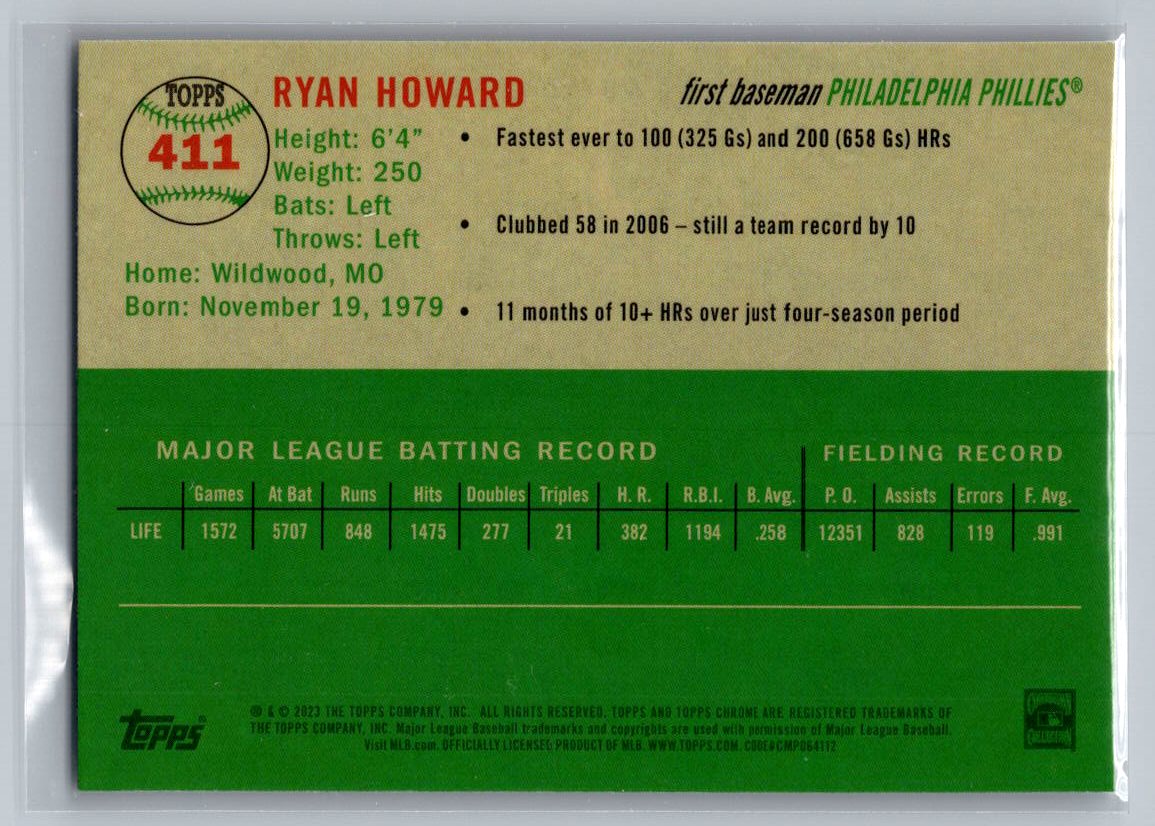 TOPPS
411
RYAN HOWARD
first baseman PHILADELPHIA PHILLIES®
Height: 6'4"
Weight: 250
Bats: Left
Throws: Left
Home: Wildwood, MO
Born: November 19, 1979
• Fastest ever to 100 (325 Gs) and 200 (658 Gs) HRs
• Clubbed 58 in 2006 – still a team record by 10
• 11 months of 10+ HRs over just four-season period
MAJOR LEAGUE BATTING RECORD FIELDING RECORD
Games At Bat Runs Hits Doubles Triples H. R. R.B.I. B. Avg. P. O. Assists Errors F. Avg.
LIFE 1572 5707 848 1475 277 21 382 1194 .258 12351 828 119 .991
topps®
® & © 2023 THE TOPPS COMPANY, INC. ALL RIGHTS RESERVED. TOPPS AND TOPPS CHROME ARE REGISTERED TRADEMARKS OF
THE TOPPS COMPANY, INC. Major League Baseball trademarks and copyrights are used with permission of Major League Baseball.
Visit MLB.com. OFFICIALLY LICENSED PRODUCT OF MLB. WWW.TOPPS.COM. CODE#CMP064112